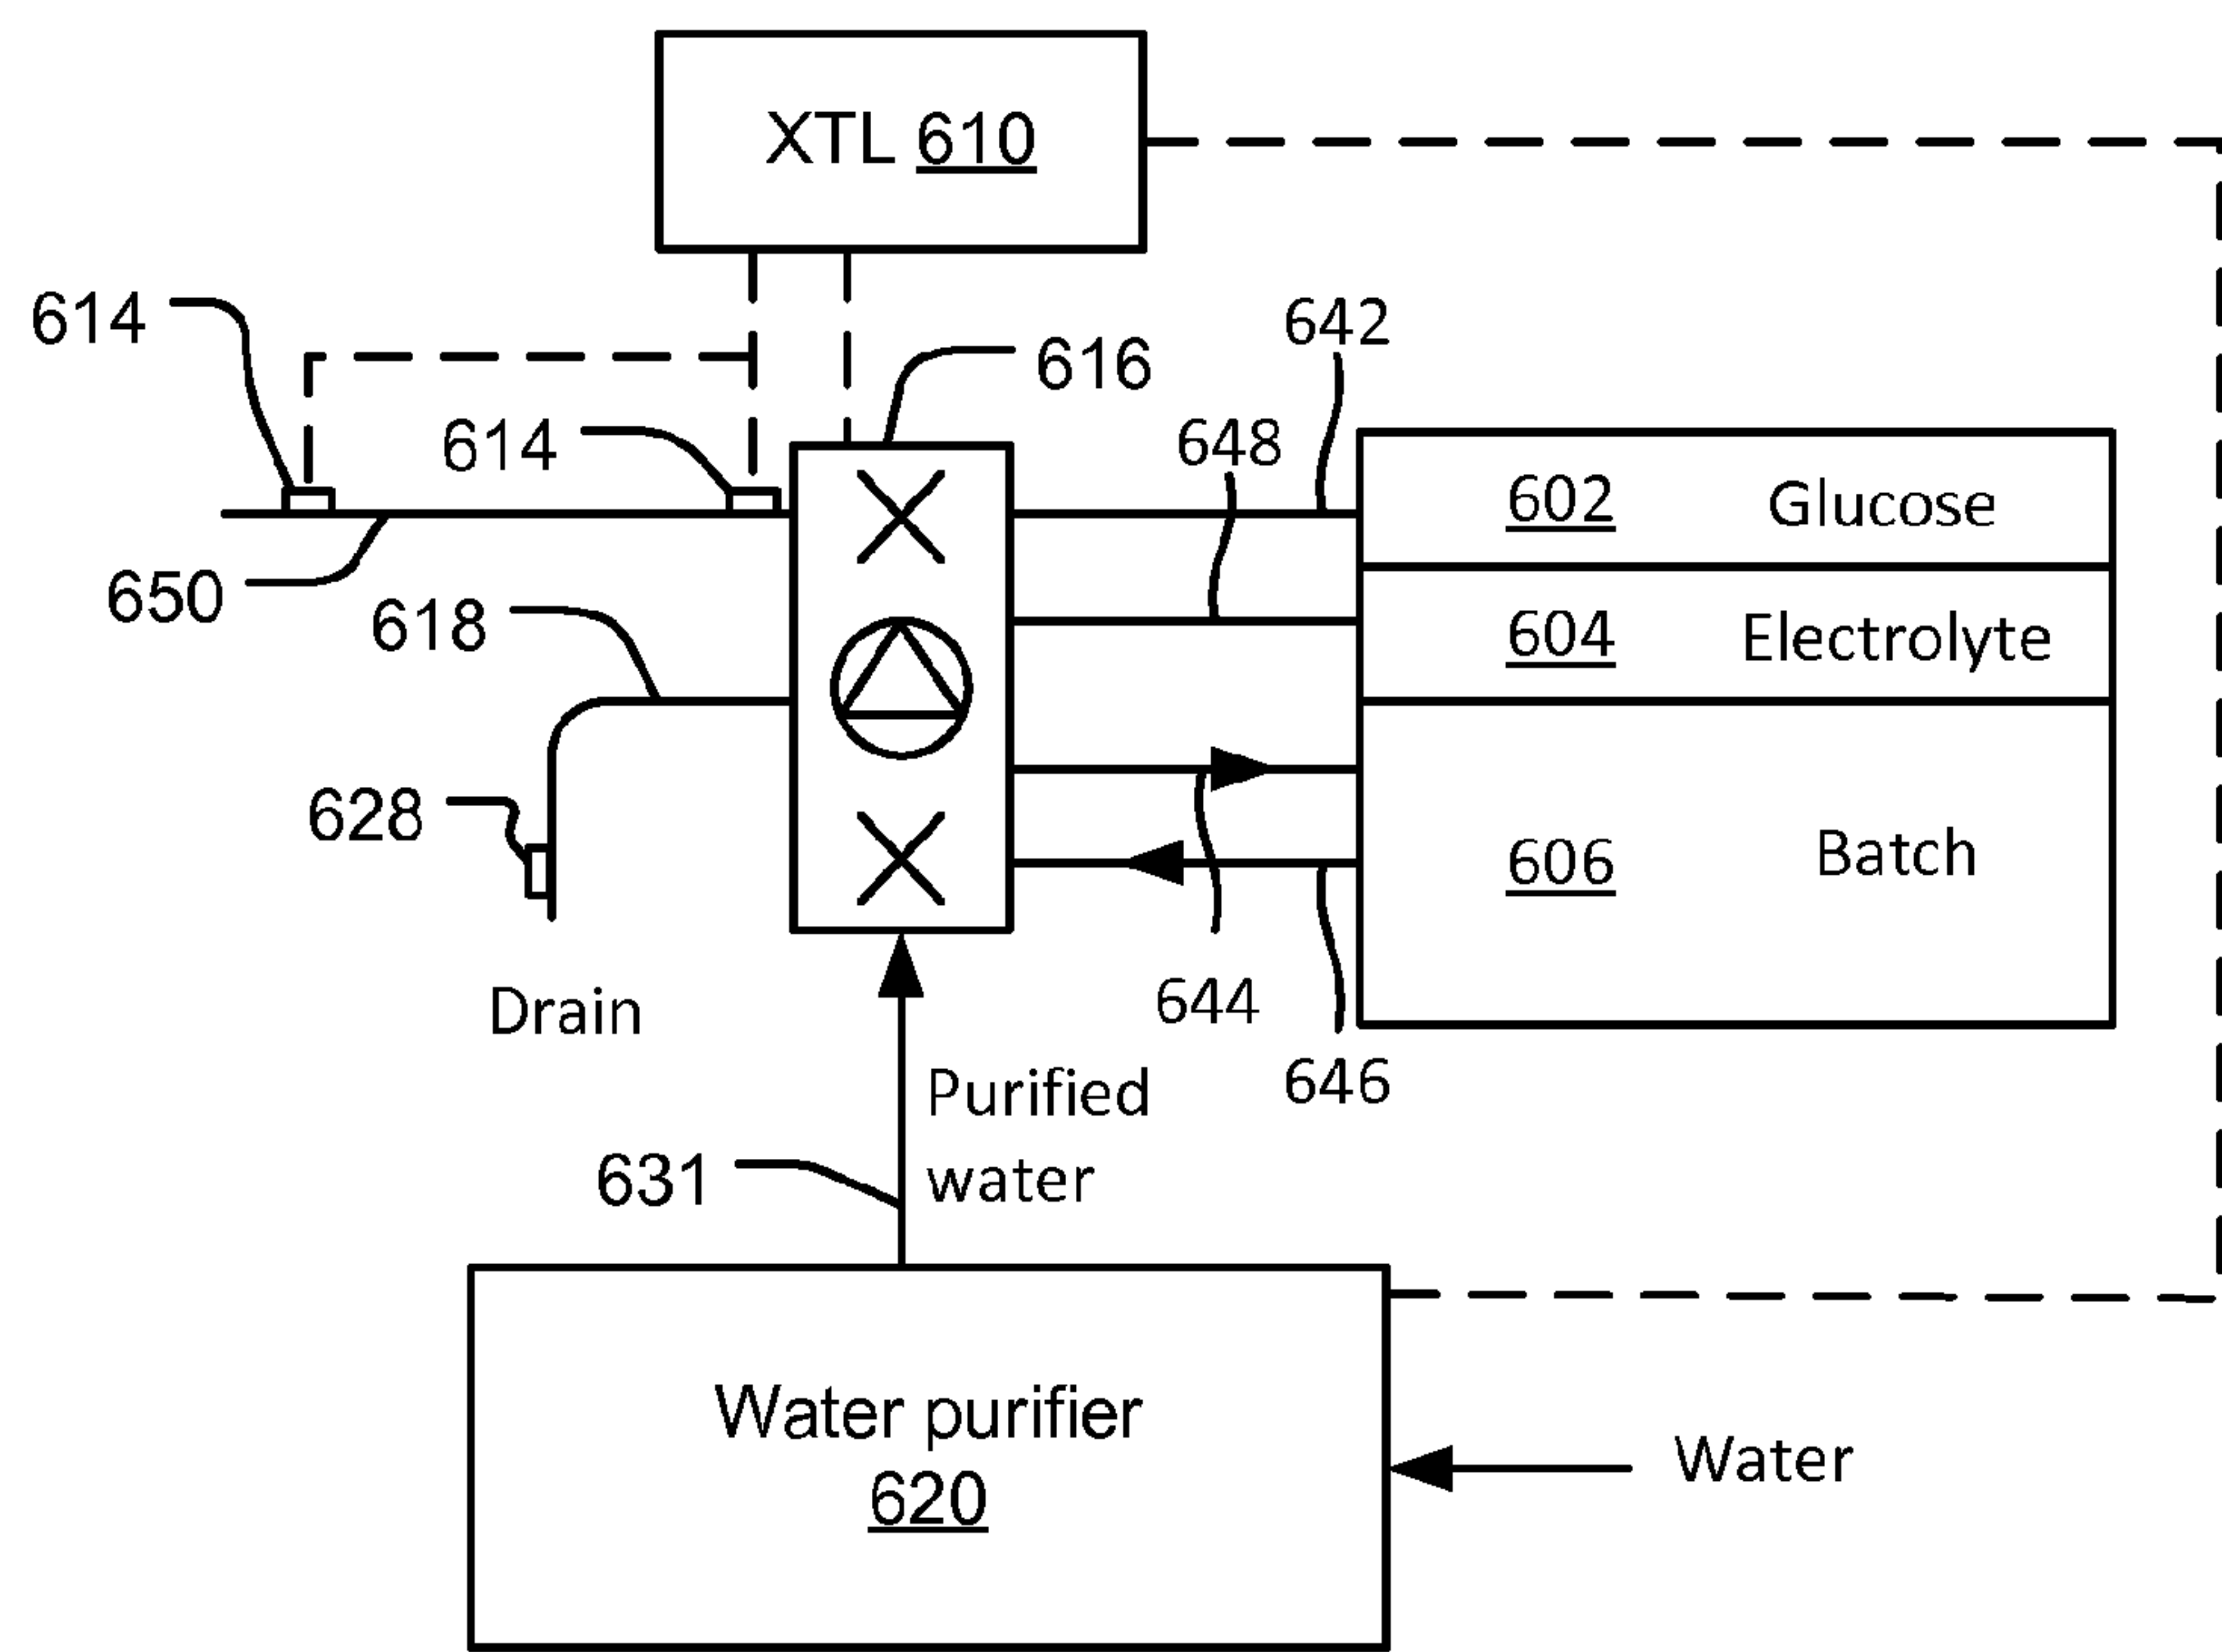 XTL 610
614
616
642
614
648
602 Glucose
650
618
604 Electrolyte
628
606 Batch
Drain
644
Purified
water
646
631
Water purifier
620
Water